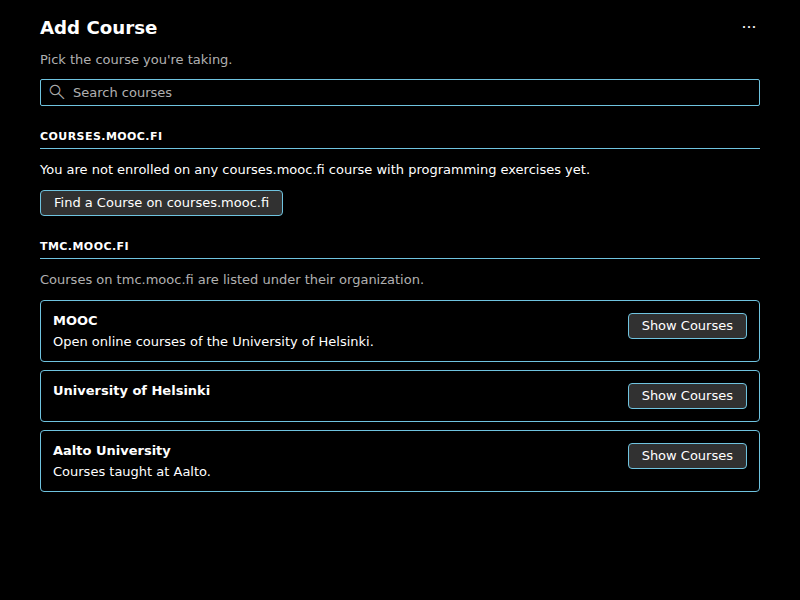 Add Course
Pick the course you're taking.
Search courses
COURSES.MOOC.FI
You are not enrolled on any courses.mooc.fi course with programming exercises yet.
Find a Course on courses.mooc.fi
TMC.MOOC.FI
Courses on tmc.mooc.fi are listed under their organization.
MOOC
Show Courses
Open online courses of the University of Helsinki.
University of Helsinki
Show Courses
Aalto University
Show Courses
Courses taught at Aalto.